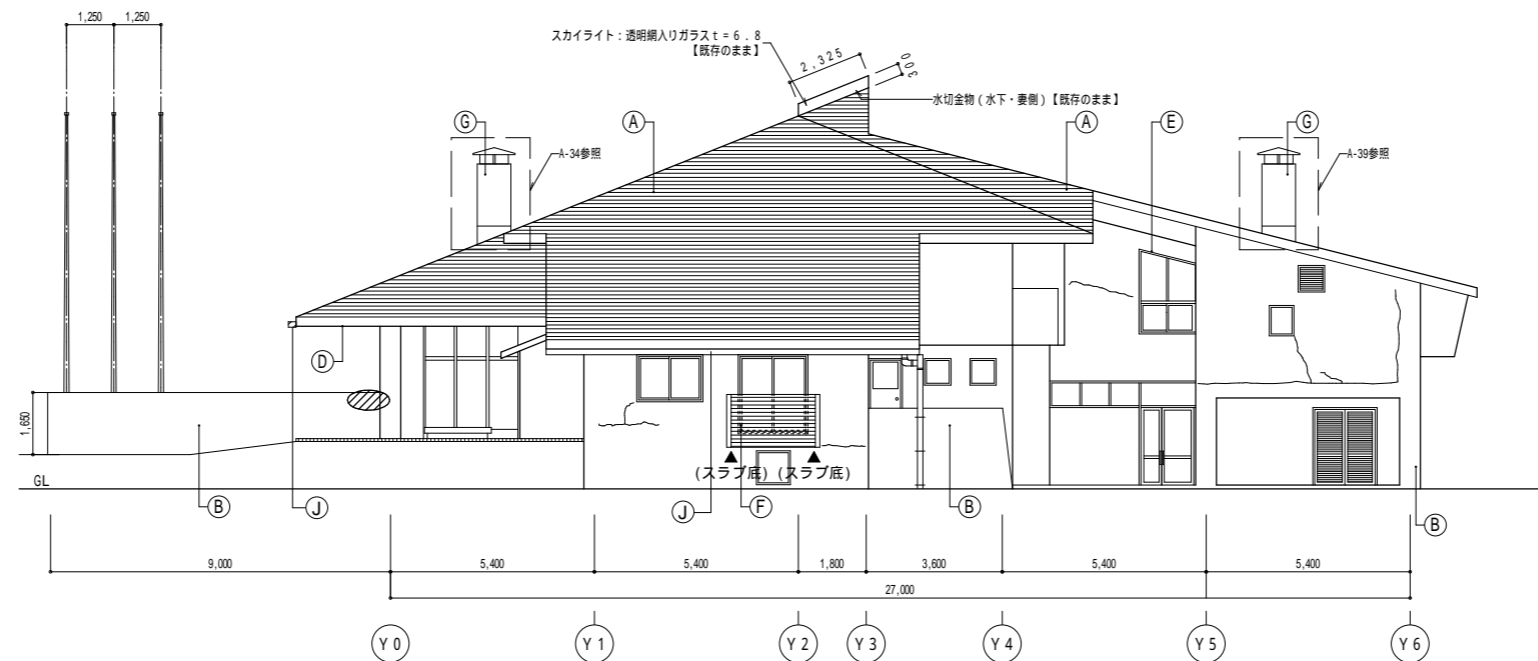 1,250
1,250
スカイライト：透明網入りガラスｔ＝６．８
【既存のまま】
2,325
300
水切金物（水下・妻側）【既存のまま】
G
A
A
E
G
A-34参照
A-39参照
D
1,650
(スラブ底)
(スラブ底)
GL
B
J
J
F
B
B
9,000
5,400
5,400
1,800
3,600
5,400
5,400
27,000
Y0
Y1
Y2
Y3
Y4
Y5
Y6